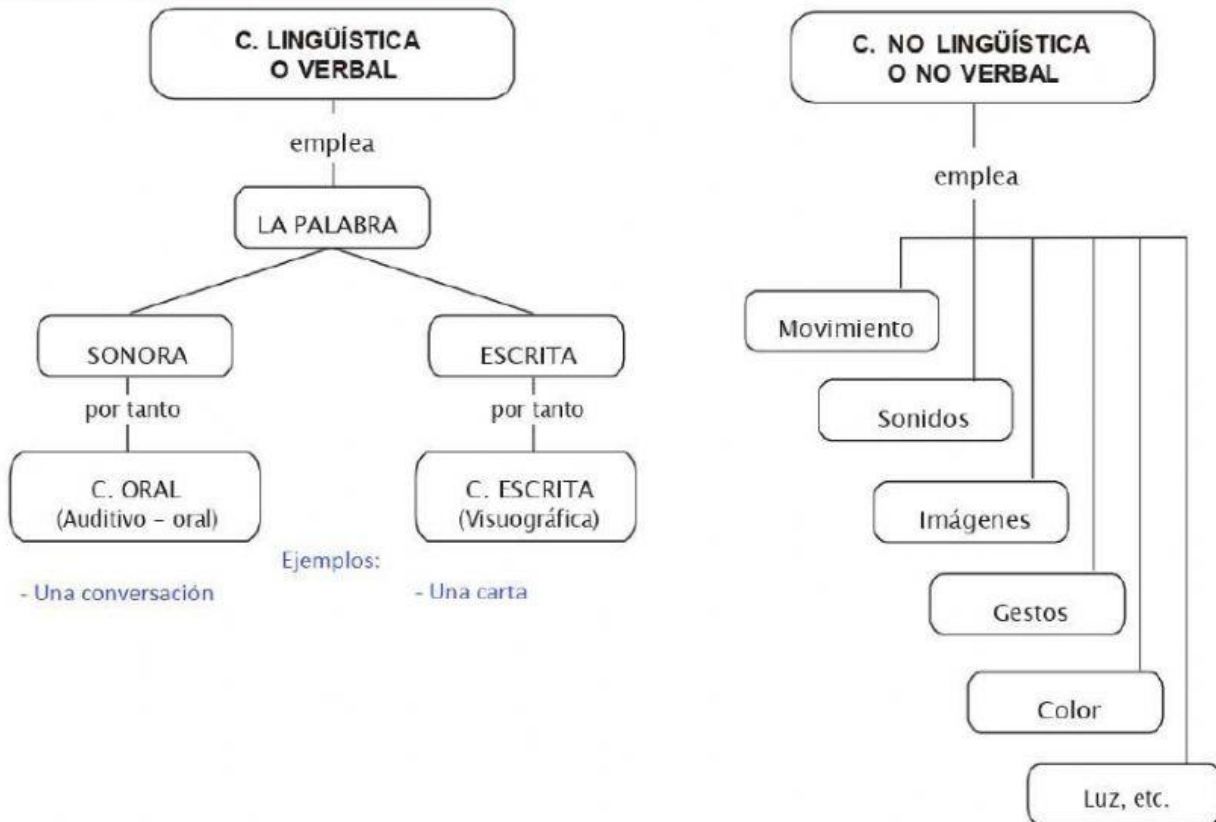 C. LINGÜÍSTICA
O VERBAL
emplea
LA PALABRA
SONORA
ESCRITA
por tanto
por tanto
C. ORAL
(Auditivo – oral)
C. ESCRITA
(Visuográfica)
Ejemplos:
- Una conversación
- Una carta
C. NO LINGÜÍSTICA
O NO VERBAL
emplea
Movimiento
Sonidos
Imágenes
Gestos
Color
Luz, etc.